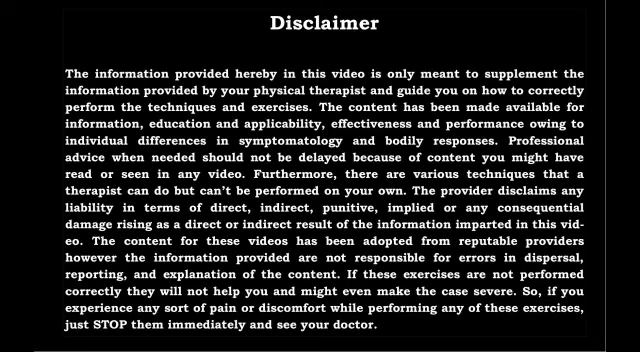 Disclaimer
The information provided hereby in this video is only meant to supplement the
information provided by your physical therapist and guide you on how to correctly
perform the techniques and exercises. The content has been made available for
information, education and applicability, effectiveness and performance owing to
individual differences in symptomatology and bodily responses. Professional
advice when needed should not be delayed because of content you might have
read or seen in any video. Furthermore, there are various techniques that a
therapist can do but can't be performed on your own. The provider disclaims any
liability in terms of direct, indirect, punitive, implied or any consequential
damage rising as a direct or indirect result of the information imparted in this vid-
eo. The content for these videos has been adopted from reputable providers
however the information provided are not responsible for errors in dispersal,
reporting, and explanation of the content. If these exercises are not performed
correctly they will not help you and might even make the case severe. So, if you
experience any sort of pain or discomfort while performing any of these exercises,
just STOP them immediately and see your doctor.